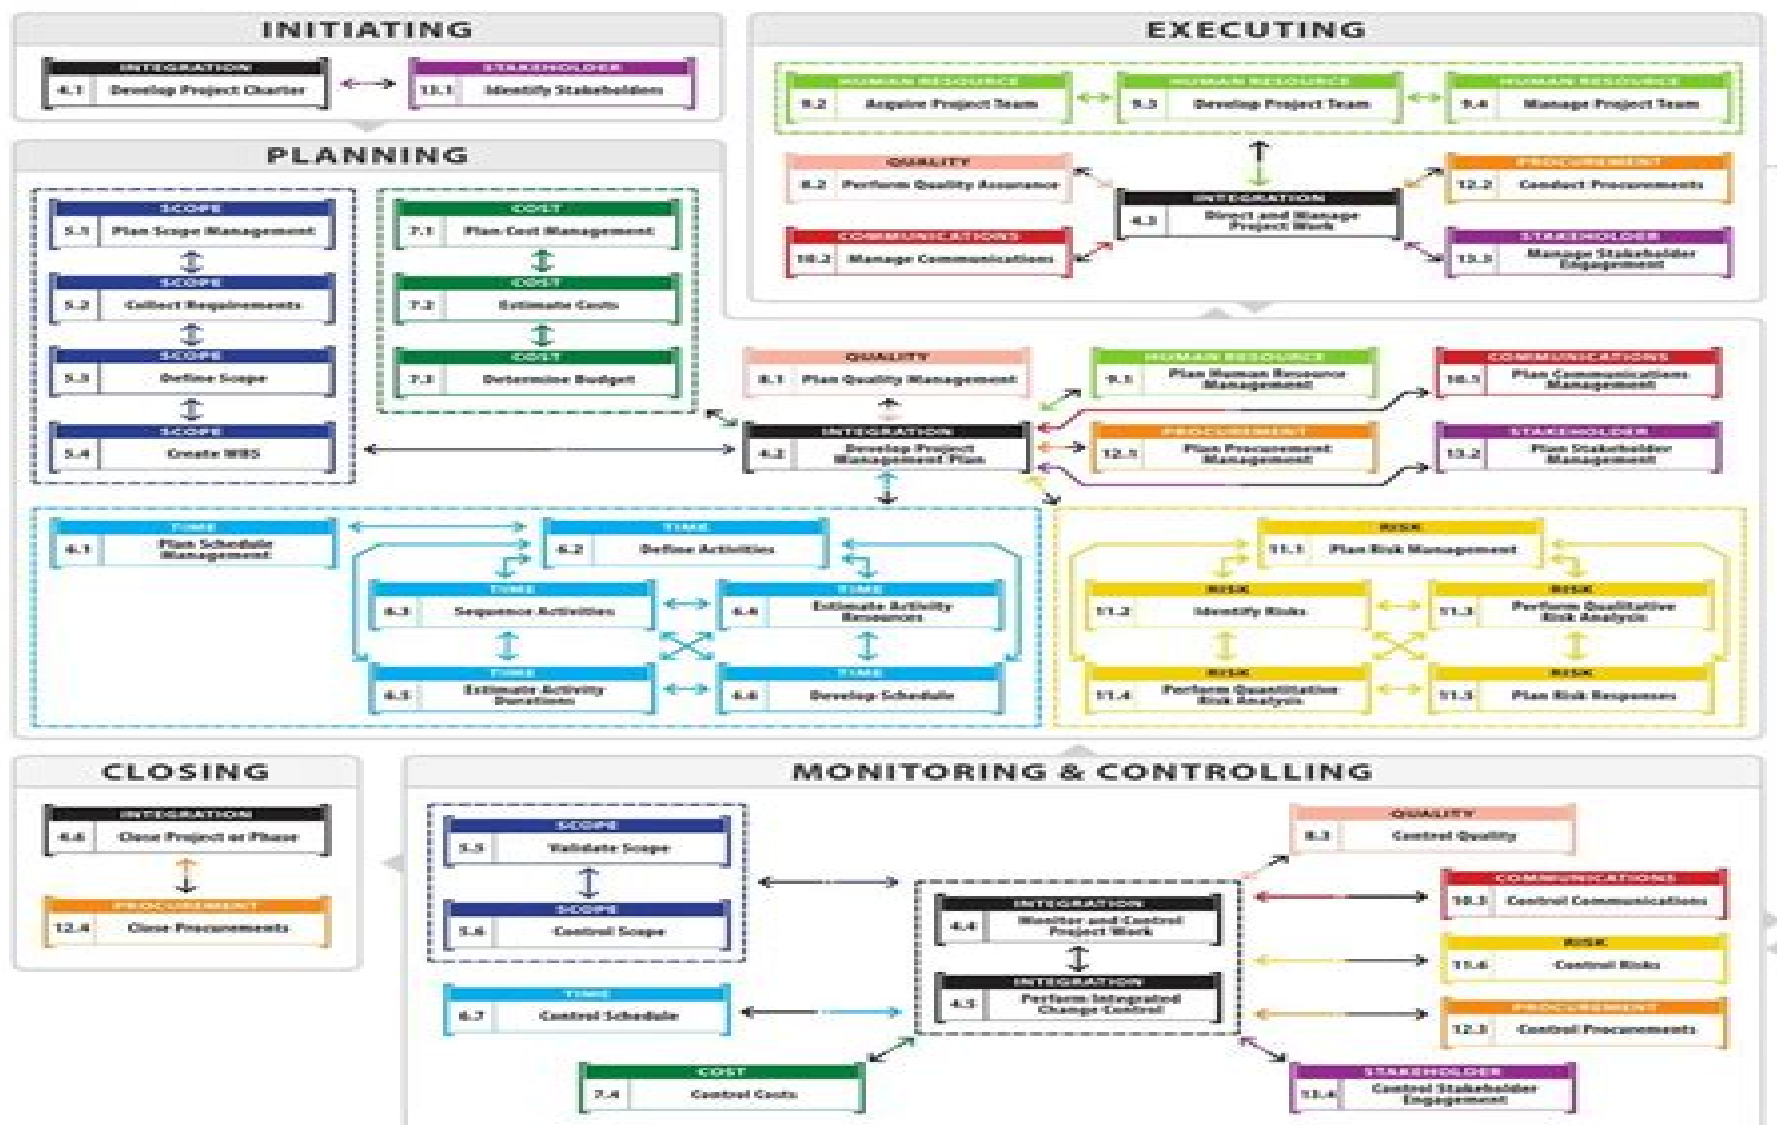 INITIATING
INTEGRATION
4.1 Develop Project Charter
STAKEHOLDER
13.1 Identify Stakeholders
EXECUTING
HUMAN RESOURCE
9.2 Acquire Project Team
HUMAN RESOURCE
9.3 Develop Project Team
HUMAN RESOURCE
9.4 Manage Project Team
QUALITY
8.2 Perform Quality Assurance
INTEGRATION
4.3 Direct and Manage
Project Work
PROCUREMENT
12.2 Conduct Procurements
COMMUNICATIONS
10.2 Manage Communications
STAKEHOLDER
13.3 Manage Stakeholder
Engagement
PLANNING
SCOPE
5.1 Plan Scope Management
SCOPE
5.2 Collect Requirements
SCOPE
5.3 Define Scope
SCOPE
5.4 Create WBS
COST
7.1 Plan Cost Management
COST
7.2 Estimate Costs
COST
7.3 Determine Budget
QUALITY
8.1 Plan Quality Management
HUMAN RESOURCE
9.1 Plan Human Resource
Management
COMMUNICATIONS
10.1 Plan Communications
Management
INTEGRATION
4.2 Develop Project
Management Plan
PROCUREMENT
12.1 Plan Procurement
Management
STAKEHOLDER
13.2 Plan Stakeholder
Management
TIME
6.1 Plan Schedule
Management
TIME
6.2 Define Activities
TIME
6.3 Sequence Activities
TIME
6.4 Estimate Activity
Resources
TIME
6.5 Estimate Activity
Durations
TIME
6.6 Develop Schedule
RISK
11.1 Plan Risk Management
RISK
11.2 Identify Risks
RISK
11.3 Perform Qualitative
Risk Analysis
RISK
11.4 Perform Quantitative
Risk Analysis
RISK
11.5 Plan Risk Responses
CLOSING
INTEGRATION
4.6 Close Project or Phase
PROCUREMENT
12.4 Close Procurements
MONITORING & CONTROLLING
SCOPE
5.5 Validate Scope
SCOPE
5.6 Control Scope
TIME
6.7 Control Schedule
COST
7.4 Control Costs
INTEGRATION
4.4 Monitor and Control
Project Work
INTEGRATION
4.5 Perform Integrated
Change Control
QUALITY
8.3 Control Quality
COMMUNICATIONS
10.3 Control Communications
RISK
11.6 Control Risks
PROCUREMENT
12.3 Control Procurements
STAKEHOLDER
13.4 Control Stakeholder
Engagement